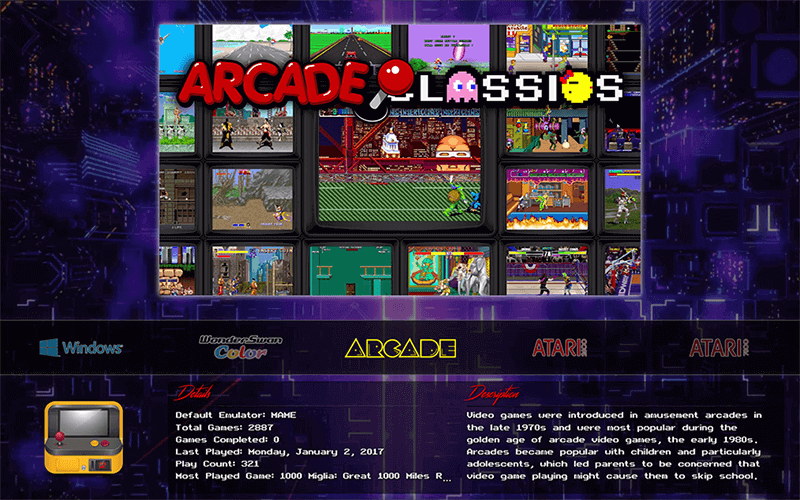 ARCADE CLASSICS
Windows
WonderSwan
Color
ARCADE
ATARI
ATARI
Details
Default Emulator: MAME
Total Games: 2887
Games Completed: 0
Last Played: Monday, January 2, 2017
Play Count: 321
Most Played Game: 1000 Miglia: Great 1000 Miles R...
Description
Video games were introduced in amusement arcades in
the late 1970s and were most popular during the
golden age of arcade video games, the early 1980s.
Arcades became popular with children and particularly
adolescents, which led parents to be concerned that
video game playing might cause them to skip school.